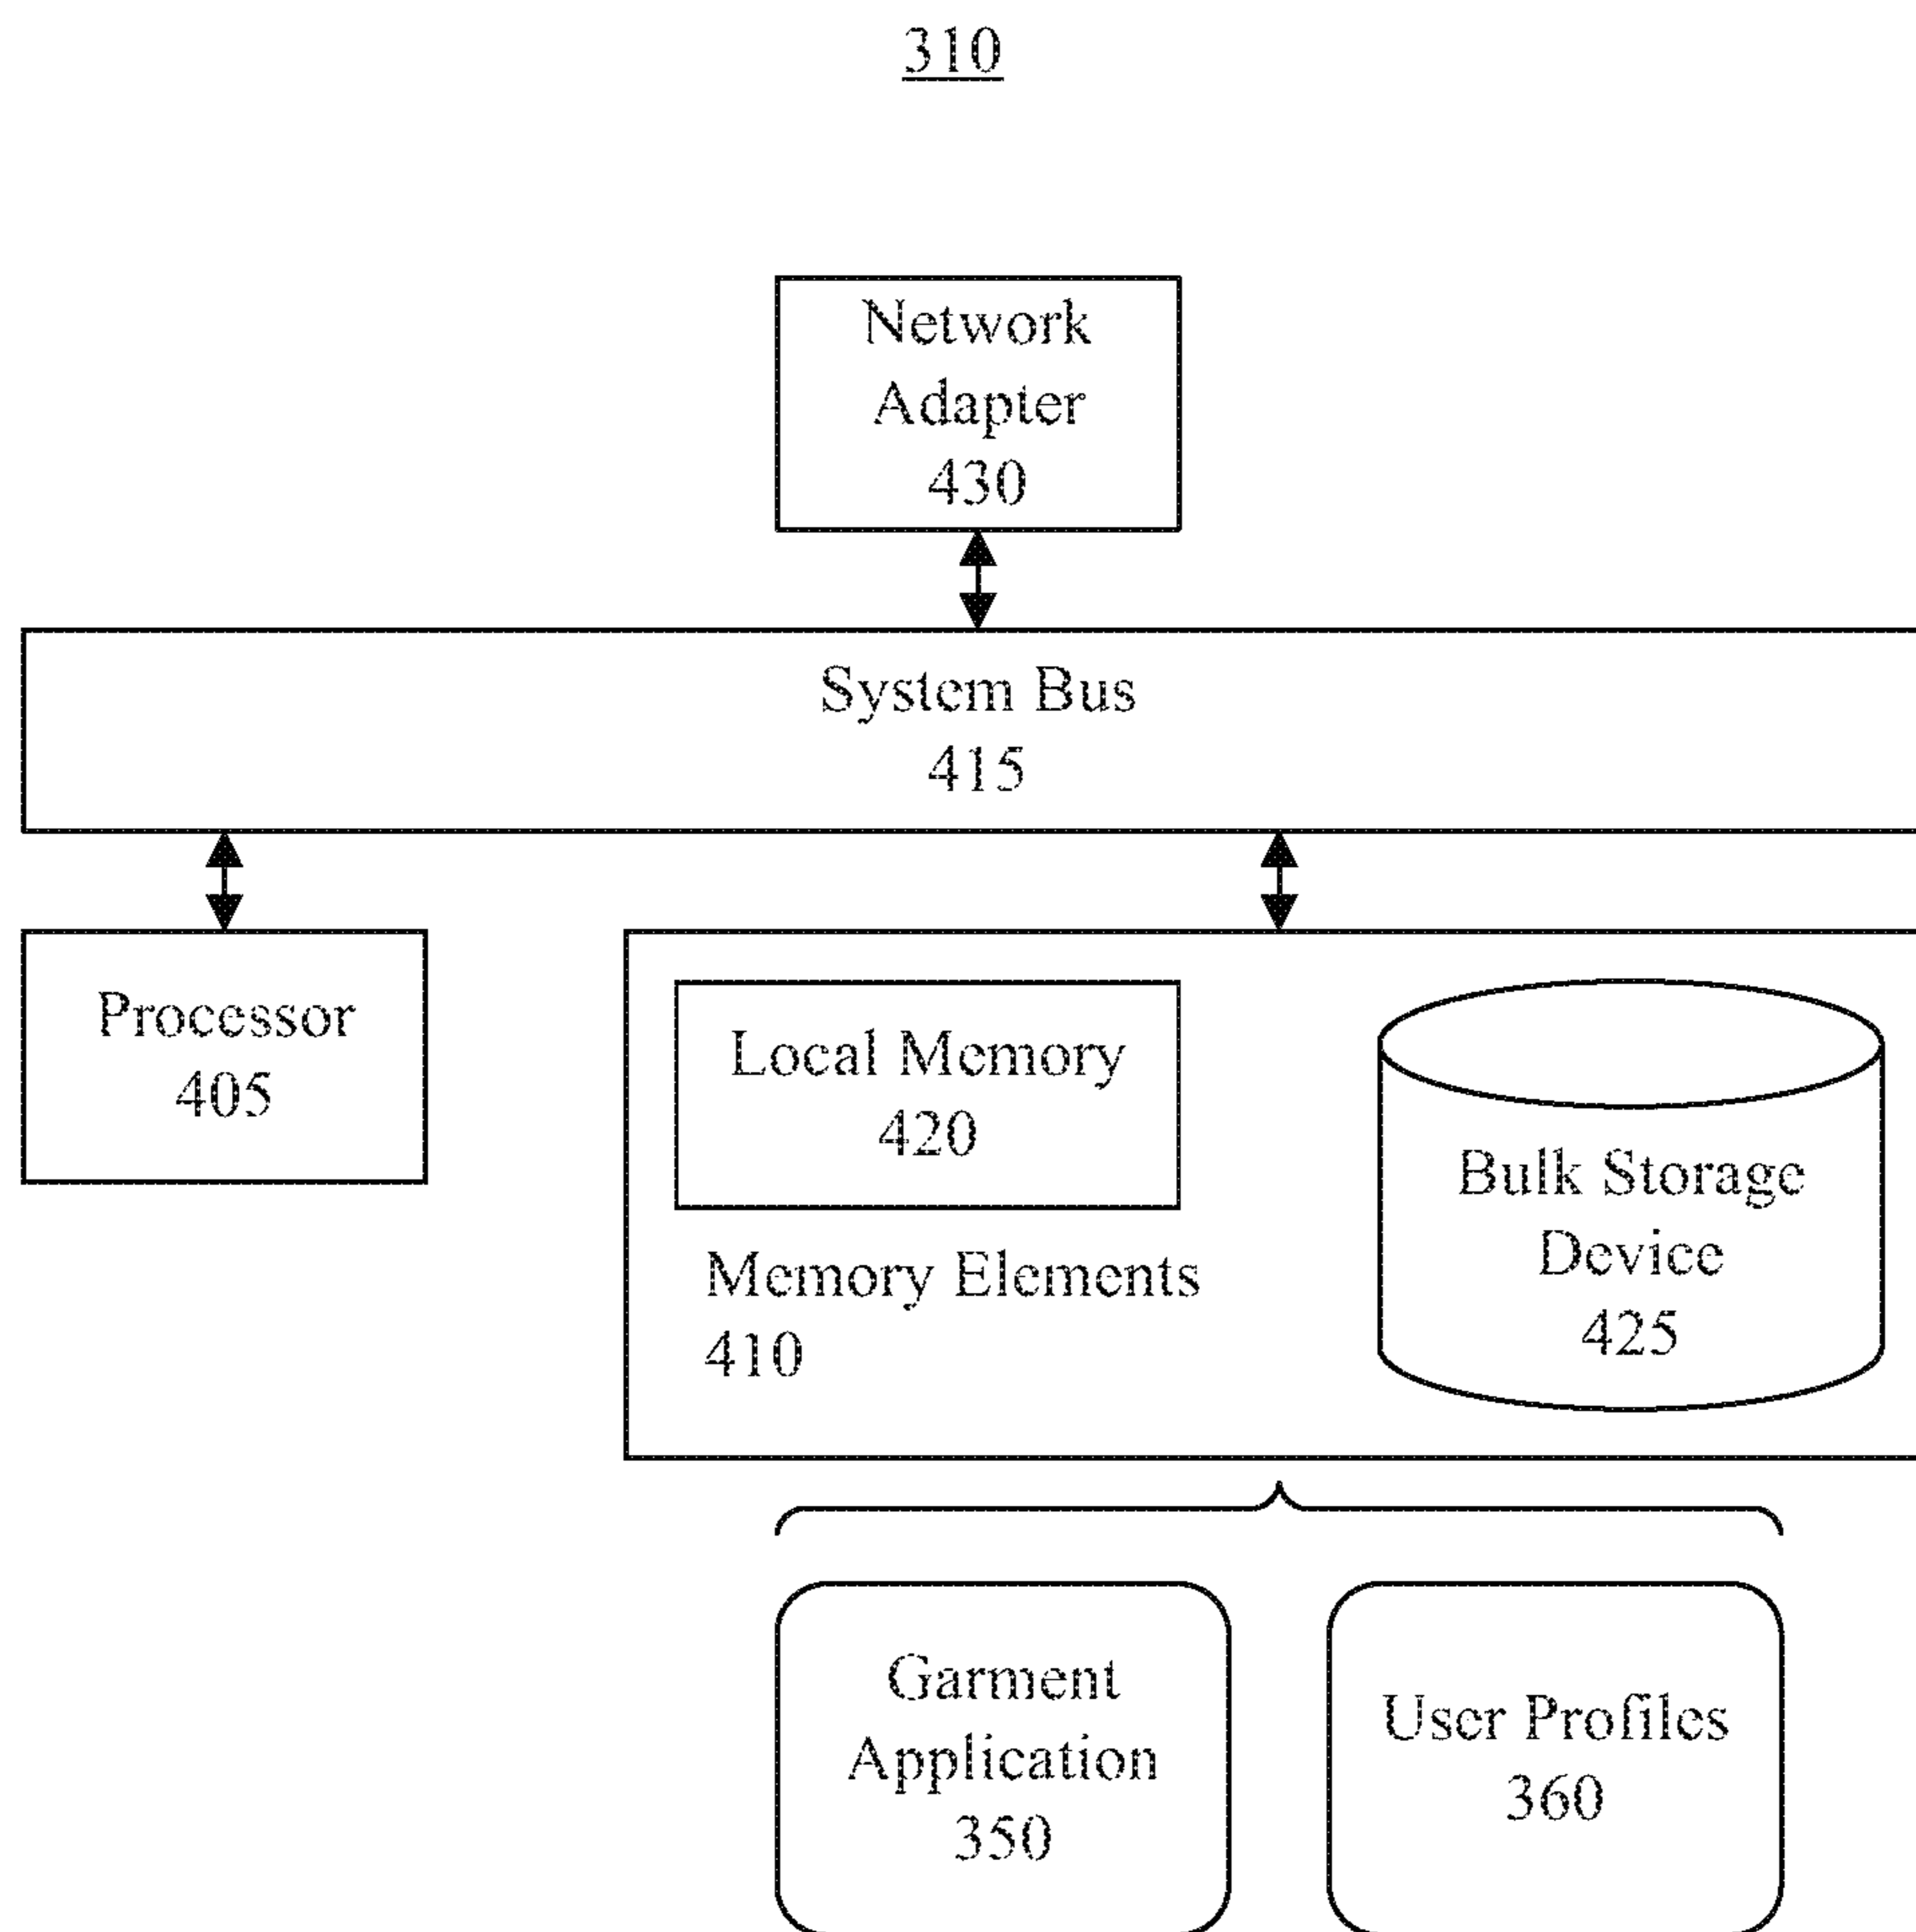 310
Network
Adapter
430
System Bus
415
Processor
405
Local Memory
420
Memory Elements
410
Bulk Storage
Device
425
Garment
Application
350
User Profiles
360